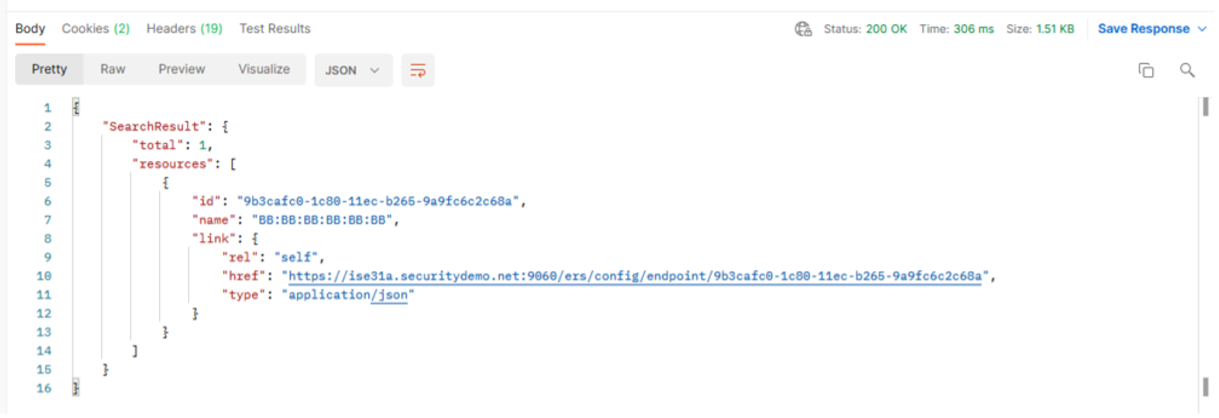 Body Cookies (2) Headers (19) Test Results Status: 200 OK Time: 306 ms Size: 1.51 KB Save Response
Pretty Raw Preview Visualize JSON
1 {
2 "SearchResult": {
3 "total": 1,
4 "resources": [
5 {
6 "id": "9b3cafc0-1c80-11ec-b265-9a9fc6c2c68a",
7 "name": "BB:BB:BB:BB:BB:BB",
8 "link": {
9 "rel": "self",
10 "href": "https://ise31a.securitydemo.net:9060/ers/config/endpoint/9b3cafc0-1c80-11ec-b265-9a9fc6c2c68a",
11 "type": "application/json"
12 }
13 }
14 ]
15 }
16 }